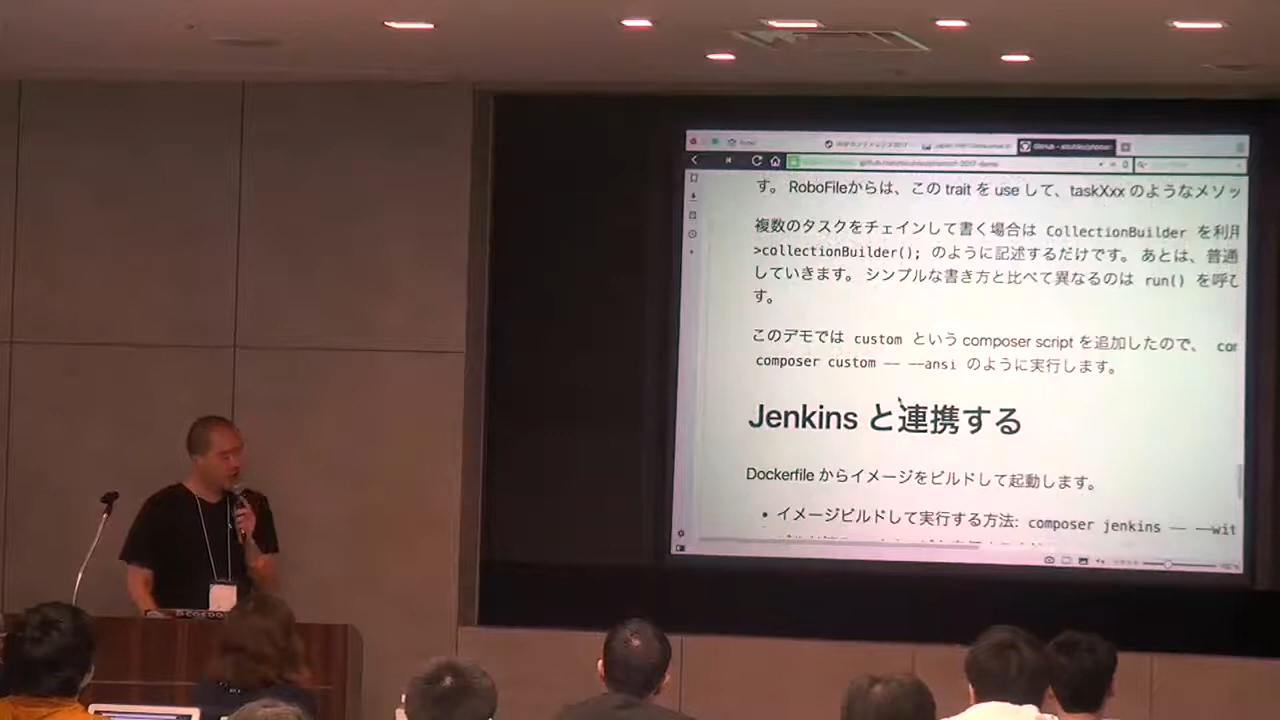 す。 RoboFileからは、この trait を use して、taskXxx のようなメソッ
複数のタスクをチェインして書く場合は CollectionBuilder を利用
>collectionBuilder(); のように記述するだけです。 あとは、普通
していきます。 シンプルな書き方と比べて異なるのは run() を呼び
す。
このデモでは custom という composer script を追加したので、
composer custom -- --ansi のように実行します。
Jenkins と連携する
Dockerfile からイメージをビルドして起動します。
• イメージビルドして実行する方法: composer jenkins -- --wit